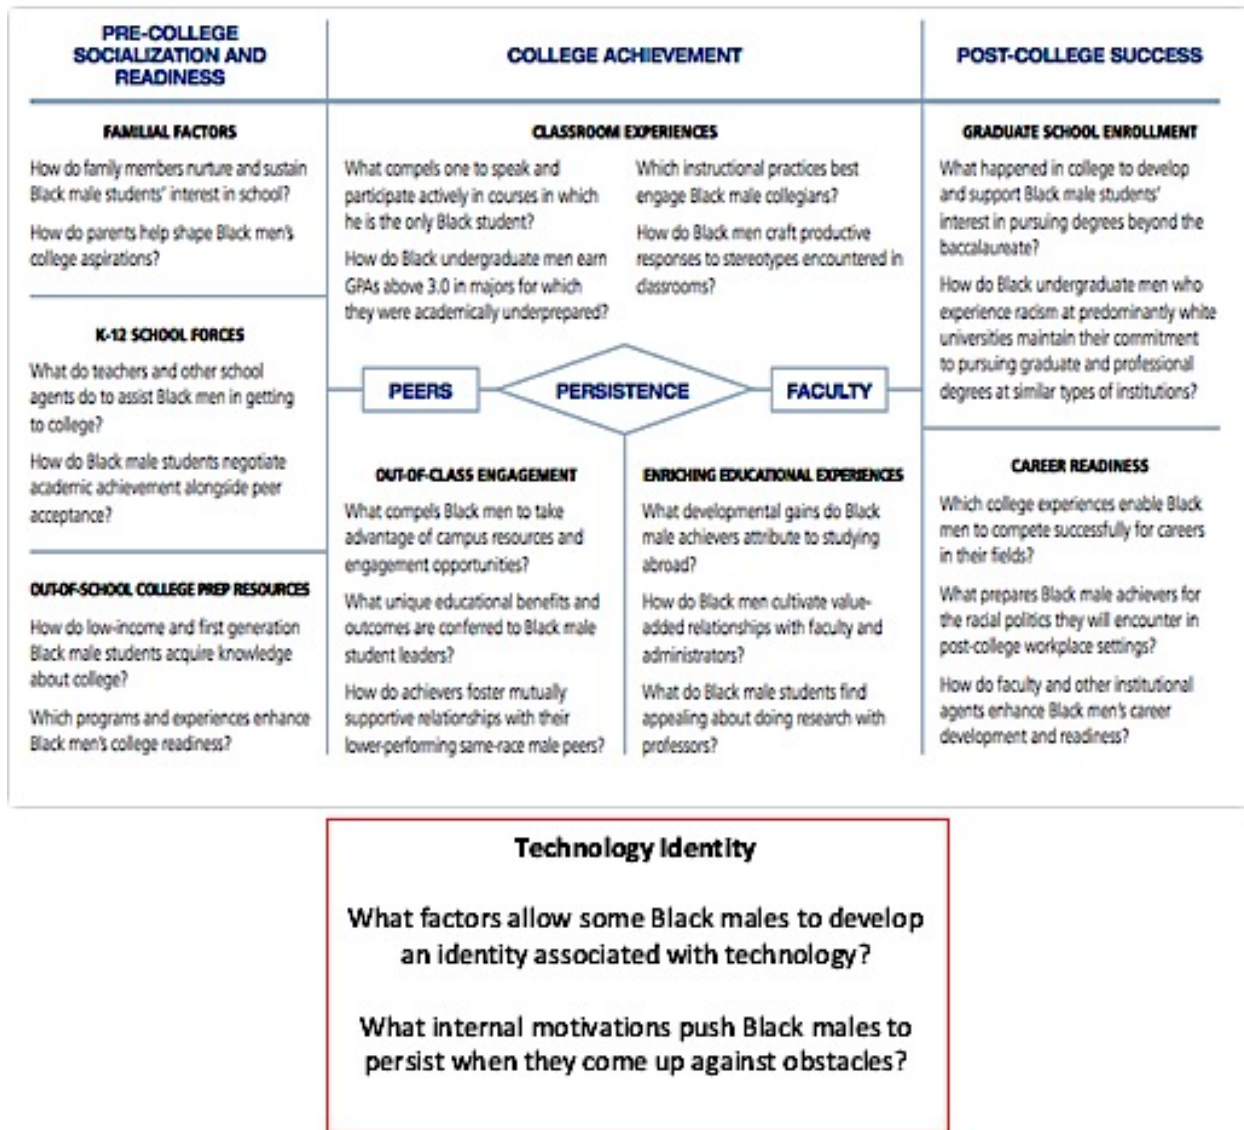 PRE-COLLEGE
SOCIALIZATION AND
READINESS
FAMILIAL FACTORS
How do family members nurture and sustain
Black male students' interest in school?
How do parents help shape Black men's
college aspirations?
K-12 SCHOOL FORCES
What do teachers and other school
agents do to assist Black men in getting
to college?
How do Black male students negotiate
academic achievement alongside peer
acceptance?
OUT-OF-SCHOOL COLLEGE PREP RESOURCES
How do low-income and first generation
Black male students acquire knowledge
about college?
Which programs and experiences enhance
Black men's college readiness?
COLLEGE ACHIEVEMENT
CLASSROOM EXPERIENCES
What compels one to speak and
participate actively in courses in which
he is the only Black student?
How do Black undergraduate men earn
GPAs above 3.0 in majors for which
they were academically underprepared?
Which instructional practices best
engage Black male collegians?
How do Black men craft productive
responses to stereotypes encountered in
classrooms?
PEERS
PERSISTENCE
FACULTY
OUT-OF-CLASS ENGAGEMENT
What compels Black men to take
advantage of campus resources and
engagement opportunities?
What unique educational benefits and
outcomes are conferred to Black male
student leaders?
How do achievers foster mutually
supportive relationships with their
lower-performing same-race male peers?
ENRICHING EDUCATIONAL EXPERIENCES
What developmental gains do Black
male achievers attribute to studying
abroad?
How do Black men cultivate value-
added relationships with faculty and
administrators?
What do Black male students find
appealing about doing research with
professors?
POST-COLLEGE SUCCESS
GRADUATE SCHOOL ENROLLMENT
What happened in college to develop
and support Black male students'
interest in pursuing degrees beyond the
baccalaureate?
How do Black undergraduate men who
experience racism at predominantly white
universities maintain their commitment
to pursuing graduate and professional
degrees at similar types of institutions?
CAREER READINESS
Which college experiences enable Black
men to compete successfully for careers
in their fields?
What prepares Black male achievers for
the racial politics they will encounter in
post-college workplace settings?
How do faculty and other institutional
agents enhance Black men's career
development and readiness?
Technology Identity
What factors allow some Black males to develop
an identity associated with technology?
What internal motivations push Black males to
persist when they come up against obstacles?